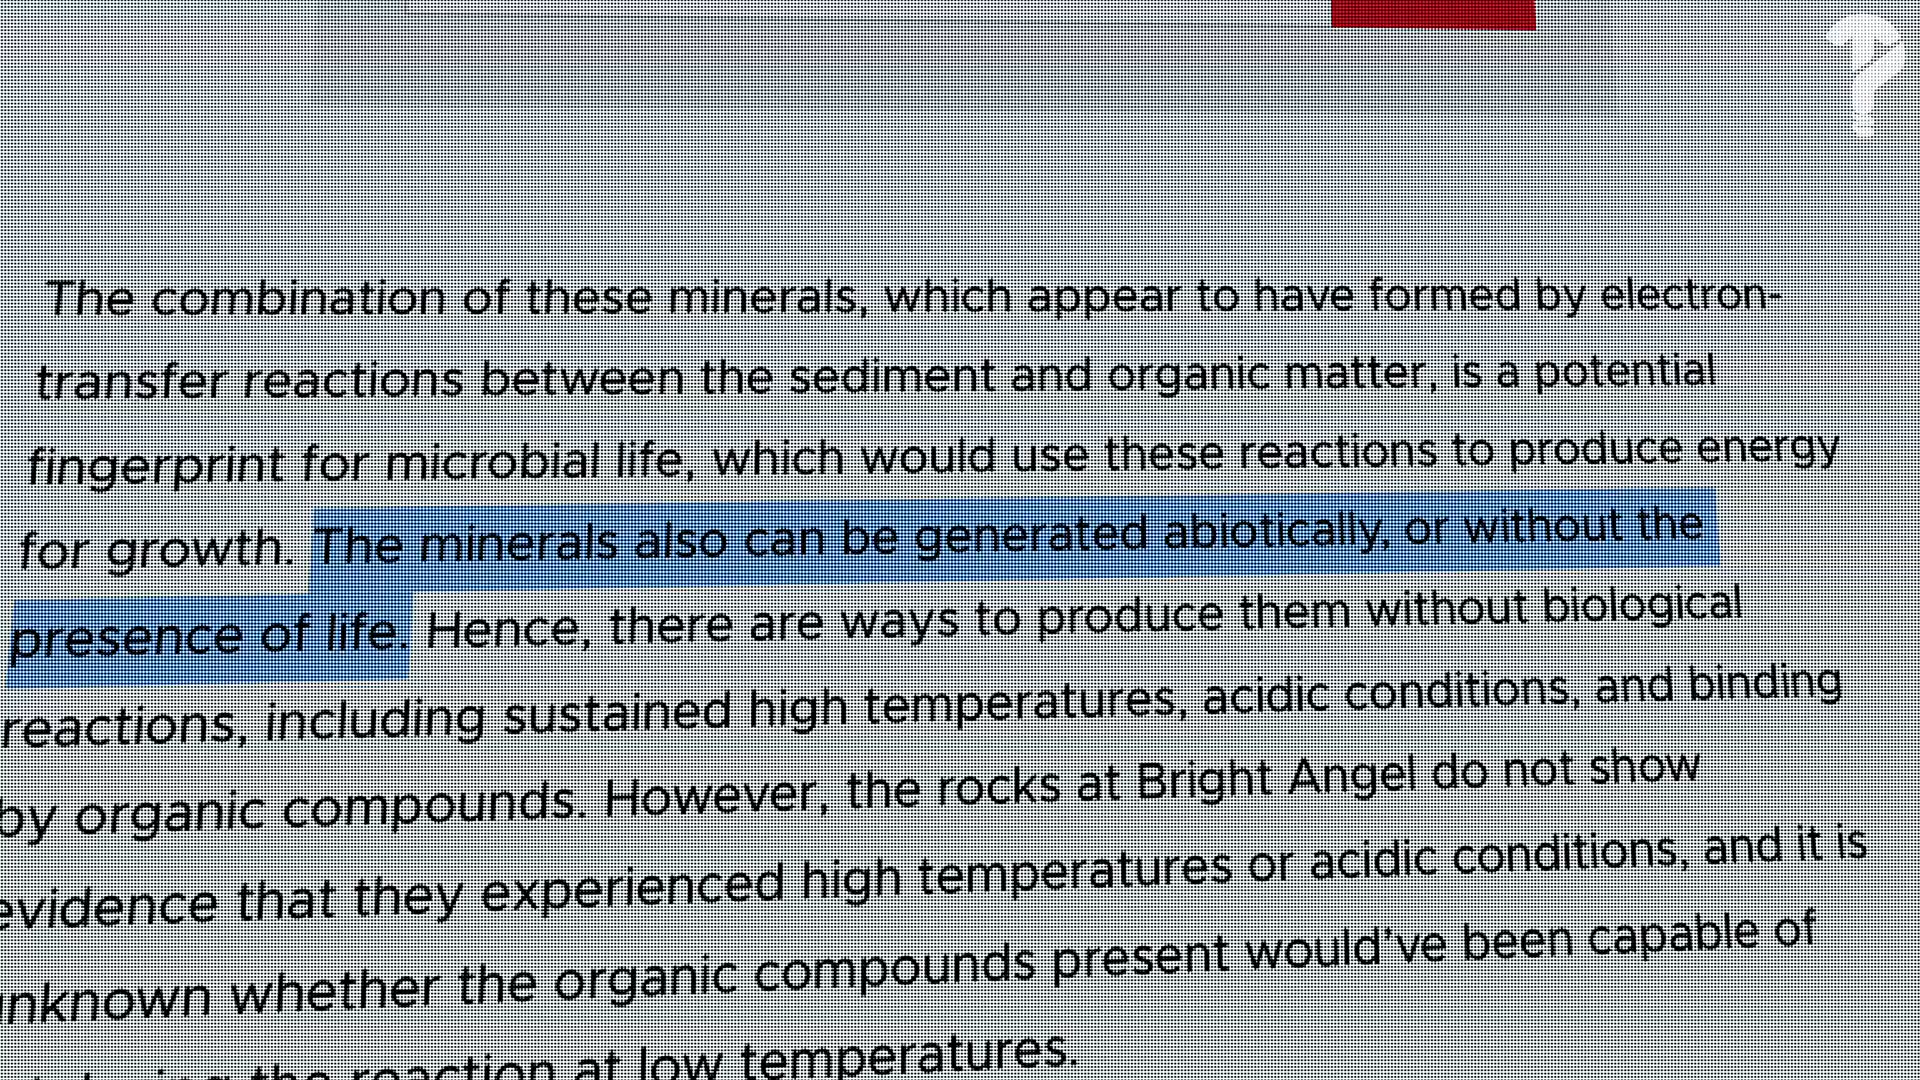 The combination of these minerals, which appear to have formed by electron-
transfer reactions between the sediment and organic matter, is a potential
fingerprint for microbial life, which would use these reactions to produce energy
for growth. The minerals also can be generated abiotically, or without the
presence of life. Hence, there are ways to produce them without biological
reactions, including sustained high temperatures, acidic conditions, and binding
by organic compounds. However, the rocks at Bright Angel do not show
evidence that they experienced high temperatures or acidic conditions, and it is
unknown whether the organic compounds present would've been capable of
the reaction at low temperatures.